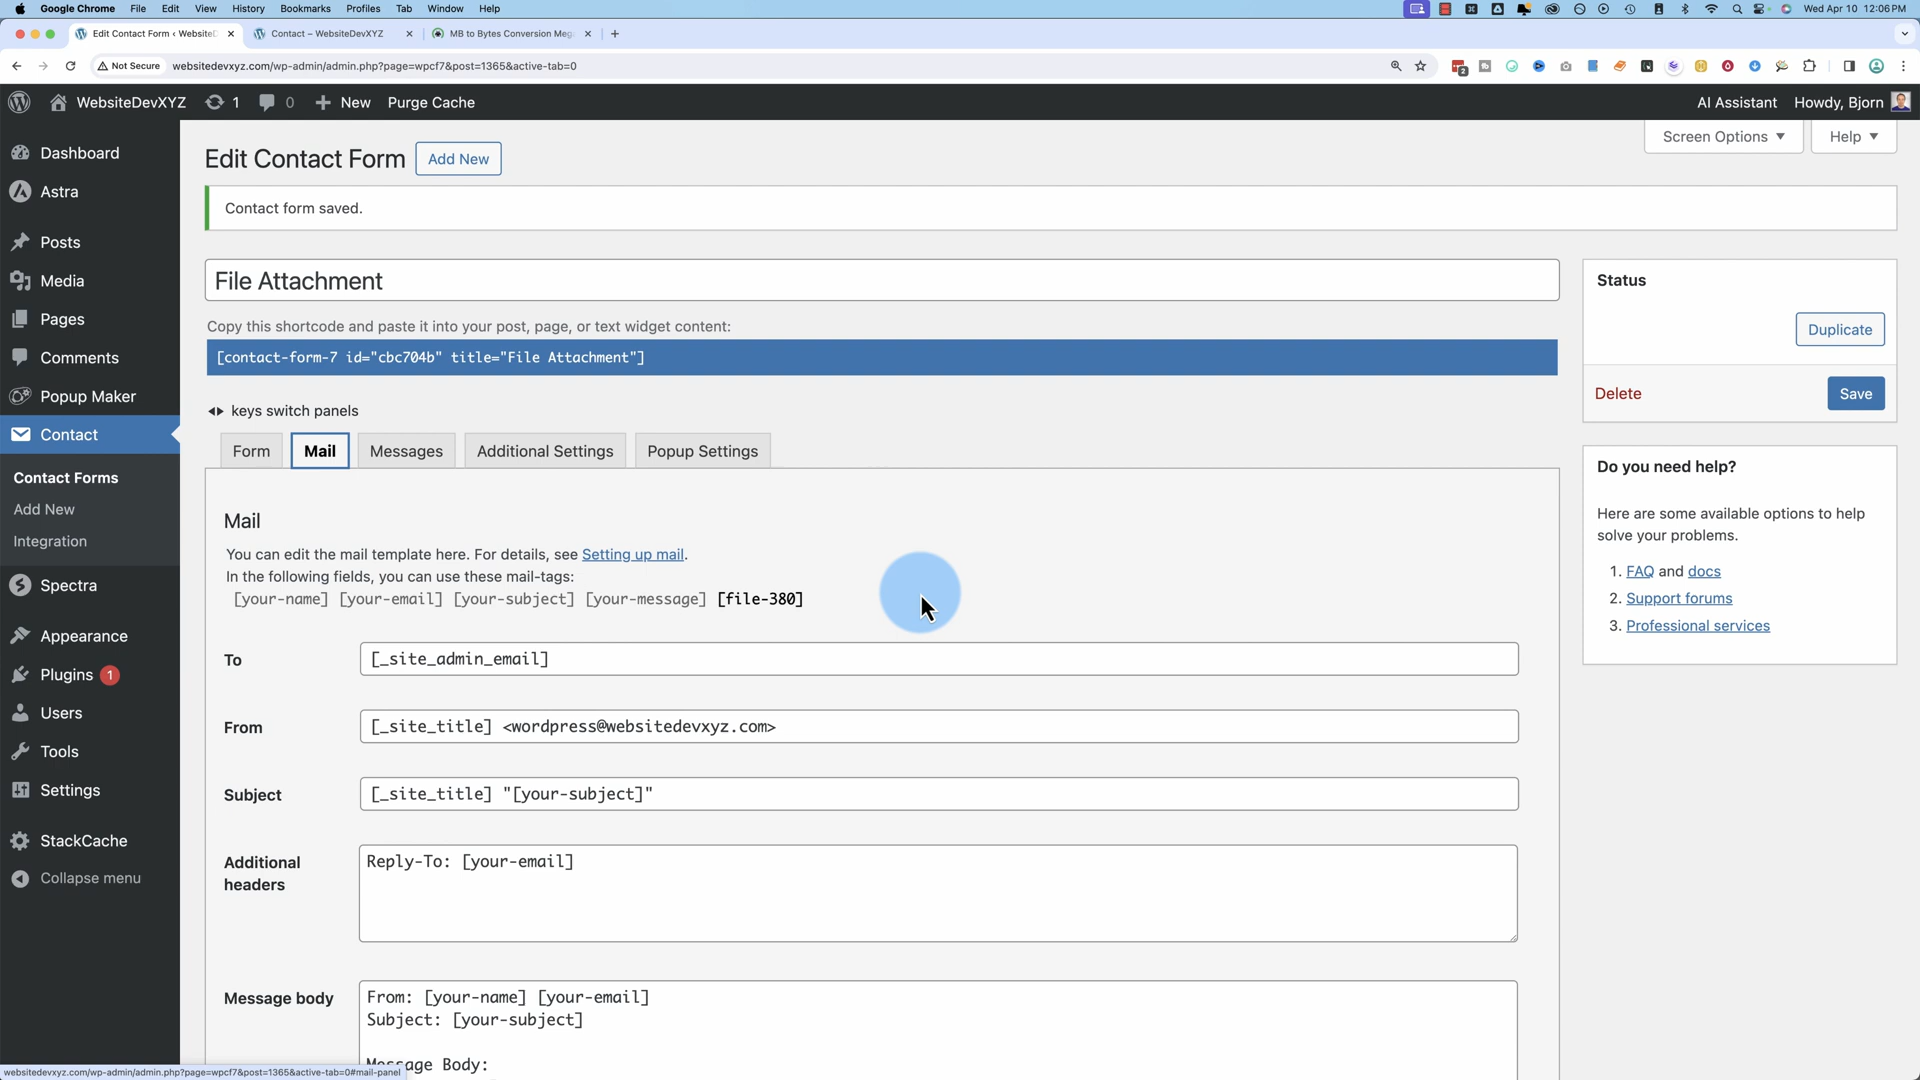 Google Chrome File Edit View History Bookmarks Profiles Tab Window Help Wed Apr 10 12:06 PM
Edit Contact Form ‹ WebsiteD Contact – WebsiteDevXYZ MB to Bytes Conversion Meg
Not Secure websitedevxyz.com/wp-admin/admin.php?page=wpcf7&post=1365&active-tab=0 2
WebsiteDevXYZ 1 0 New Purge Cache AI Assistant Howdy, Bjorn
Screen Options ▼ Help ▼
Dashboard
Astra
Posts
Media
Pages
Comments
Popup Maker
Contact
Contact Forms
Add New
Integration
Spectra
Appearance
Plugins 1
Users
Tools
Settings
StackCache
Collapse menu
Edit Contact Form Add New
Contact form saved.
File Attachment
Copy this shortcode and paste it into your post, page, or text widget content:
[contact-form-7 id="cbc704b" title="File Attachment"]
keys switch panels
Form Mail Messages Additional Settings Popup Settings
Mail
You can edit the mail template here. For details, see Setting up mail.
In the following fields, you can use these mail-tags:
[your-name] [your-email] [your-subject] [your-message] [file-380]
To [_site_admin_email]
From [_site_title] <wordpress@websitedevxyz.com>
Subject [_site_title] "[your-subject]"
Additional headers
Reply-To: [your-email]
Message body
From: [your-name] [your-email]
Subject: [your-subject]
Message Body:
Status
Duplicate
Delete Save
Do you need help?
Here are some available options to help
solve your problems.
1. FAQ and docs
2. Support forums
3. Professional services
websitedevxyz.com/wp-admin/admin.php?page=wpcf7&post=1365&active-tab=0#mail-panel